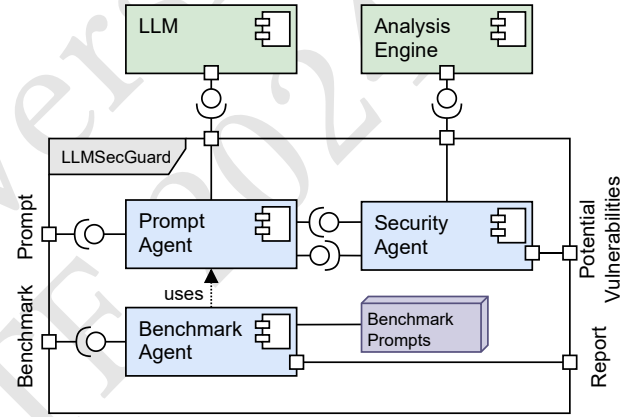 LLM
Analysis
Engine
LLMSecGuard
Prompt
Prompt
Agent
Security
Agent
Potential
Vulnerabilities
uses
Benchmark
Benchmark
Agent
Benchmark
Prompts
Report